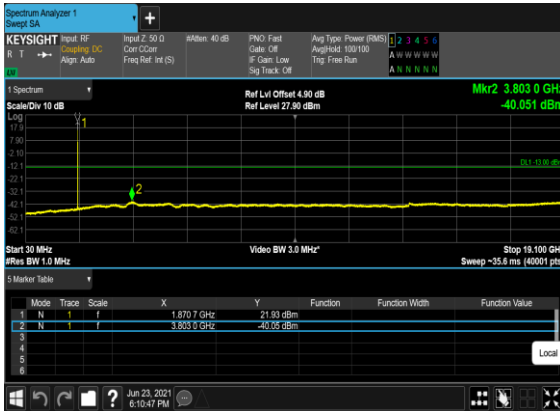 Spectrum Analyzer 1
Swept SA
+
KEYSIGHT Input: RF Input Z: 50 Ω #Atten: 40 dB PNO: Fast Avg Type: Power (RMS) 1 2 3 4 5 6
R T Coupling: DC Corr CCorr Gate: Off Avg|Hold: 100/100 A W W W W W
Align: Auto Freq Ref: Int (S) IF Gain: Low Trig: Free Run
Sig Track: Off A N N N N N
1 Spectrum
Scale/Div 10 dB
Ref Lvl Offset 4.90 dB
Ref Level 27.90 dBm
Mkr2 3.803 0 GHz
-40.051 dBm
Log
17.9
7.90
-2.10
-12.1
-22.1
-32.1
-42.1
-52.1
-62.1
1
2
DL1 -13.00 dBm
Start 30 MHz Video BW 3.0 MHz* Stop 19.100 GH
#Res BW 1.0 MHz Sweep ~35.6 ms (40001 pts
5 Marker Table
Mode Trace Scale X Y Function Function Width Function Value
1 N 1 f 1.870 7 GHz 21.93 dBm
2 N 1 f 3.803 0 GHz -40.05 dBm
3
4
5
6
Local
? Jun 23, 2021
6:10:47 PM